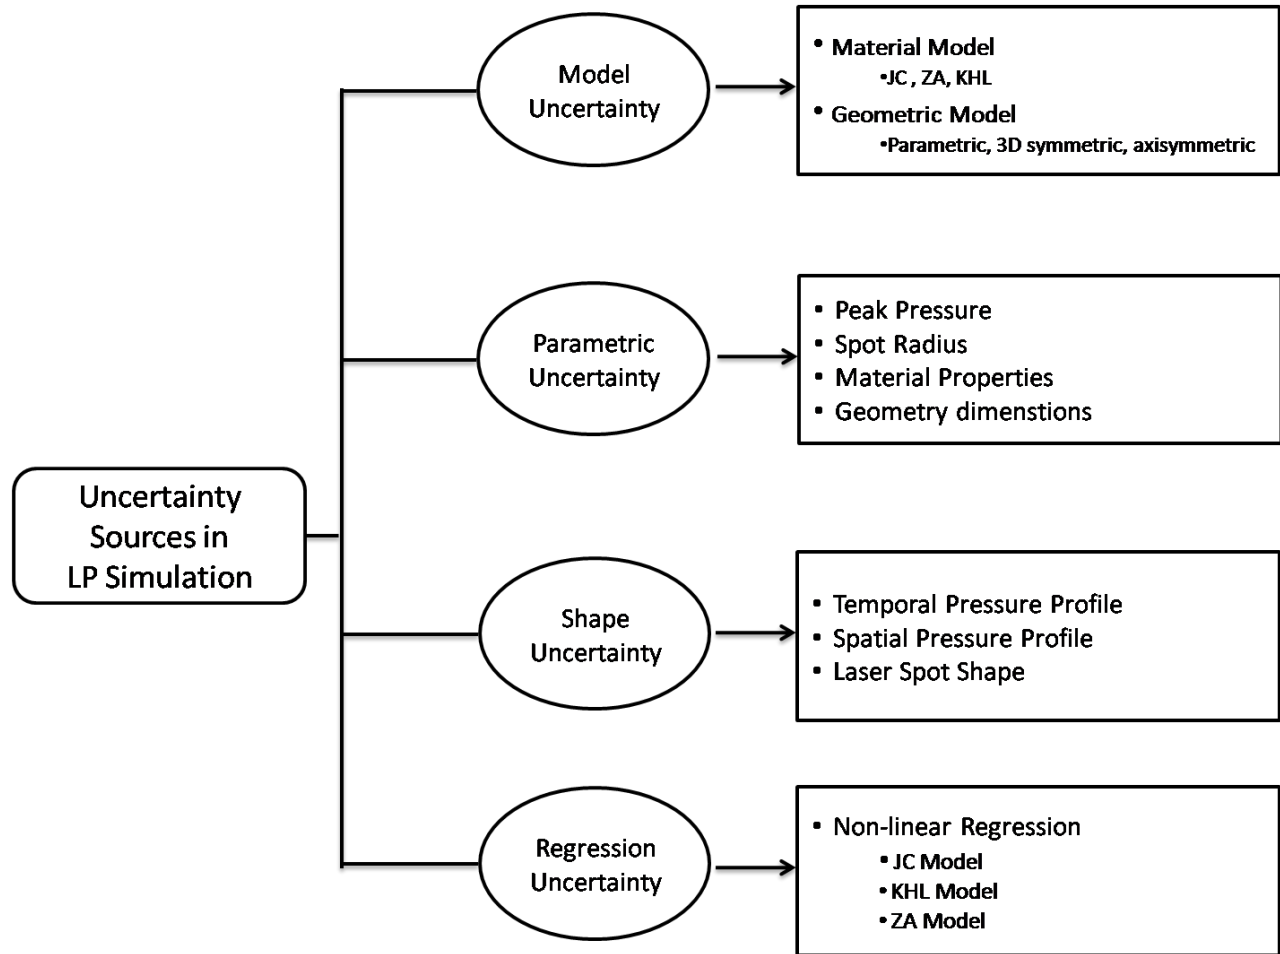 Model
Uncertainty
• Material Model
•JC , ZA, KHL
• Geometric Model
•Parametric, 3D symmetric, axisymmetric
Parametric
Uncertainty
▪ Peak Pressure
▪ Spot Radius
▪ Material Properties
▪ Geometry dimenstions
Uncertainty
Sources in
LP Simulation
Shape
Uncertainty
▪ Temporal Pressure Profile
▪ Spatial Pressure Profile
▪ Laser Spot Shape
Regression
Uncertainty
▪ Non-linear Regression
▪ JC Model
▪ KHL Model
▪ ZA Model